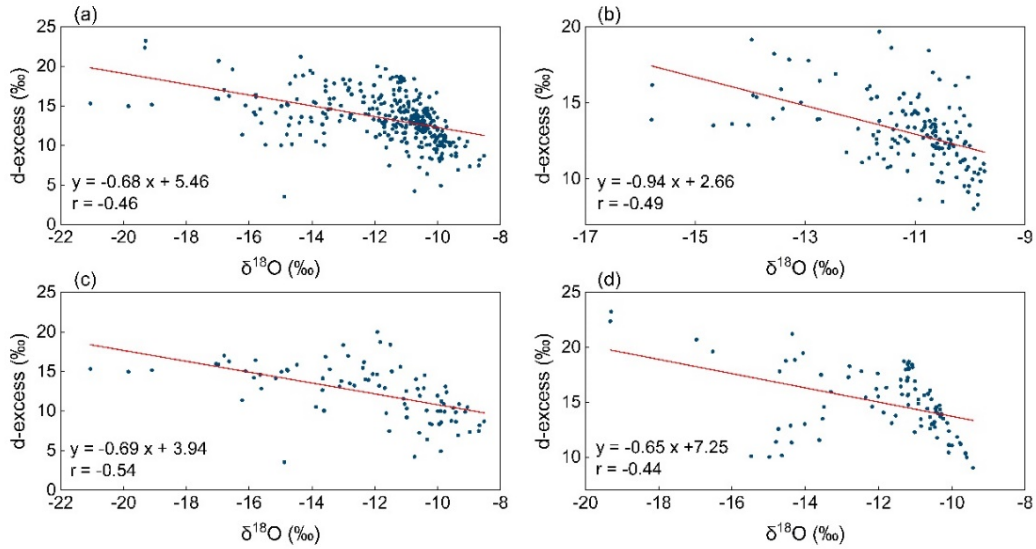 (a)
25
20
15
10
5
0
d-excess (‰)
y = -0.68 x + 5.46
r = -0.46
-22 -20 -18 -16 -14 -12 -10 -8
δ¹⁸O (‰)
(b)
20
15
10
d-excess (‰)
y = -0.94 x + 2.66
r = -0.49
-17 -15 -13 -11 -9
δ¹⁸O (‰)
(c)
25
20
15
10
5
0
d-excess (‰)
y = -0.69 x + 3.94
r = -0.54
-22 -20 -18 -16 -14 -12 -10 -8
δ¹⁸O (‰)
(d)
25
20
15
10
d-excess (‰)
y = -0.65 x +7.25
r = -0.44
-20 -18 -16 -14 -12 -10 -8
δ¹⁸O (‰)